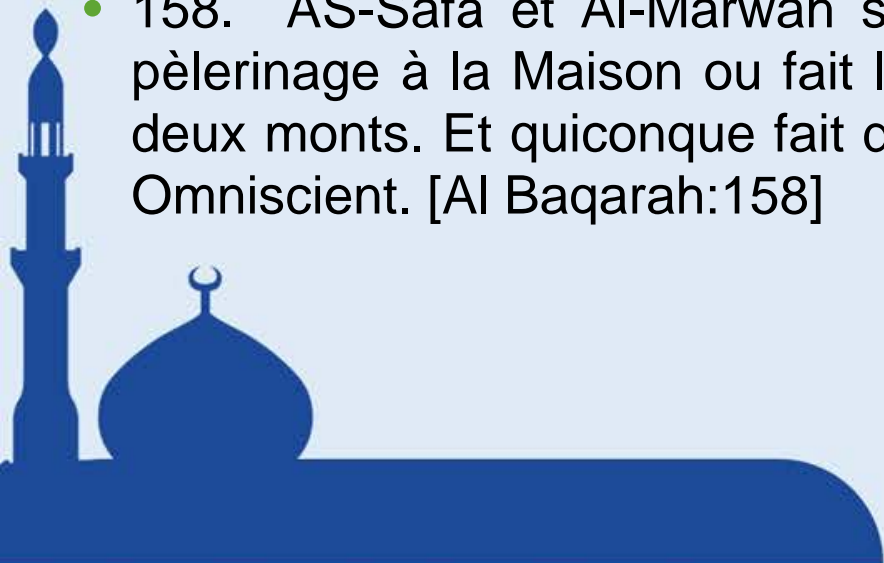 158. AS-Safa et Al-Marwah
pèlerinage à la Maison ou fait
deux monts. Et quiconque fait
Omniscient. [Al Baqarah:158]